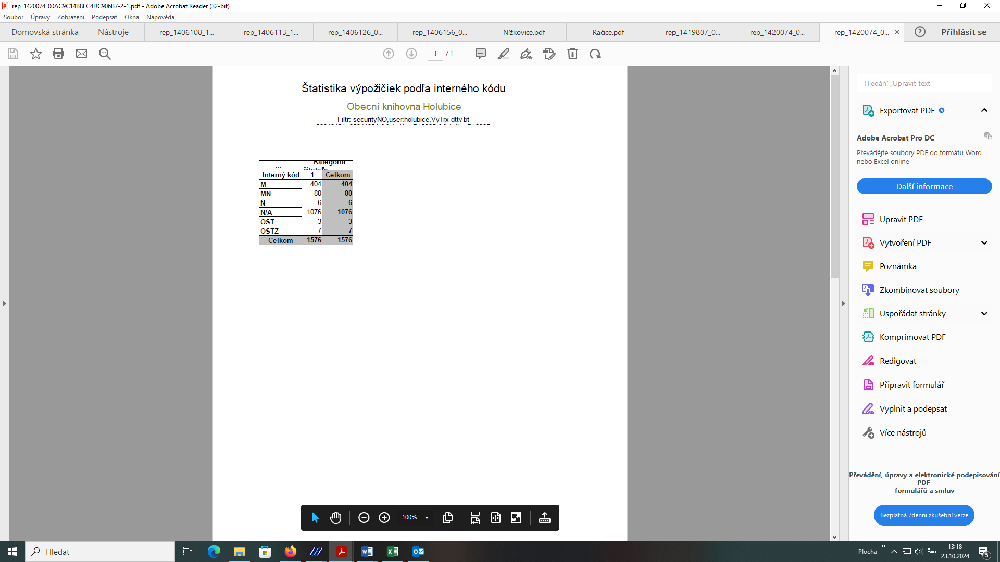 rep_1420074_00AC9C14B8EC4DC906B7-2-1.pdf - Adobe Acrobat Reader (32-bit)
Soubor Úpravy Zobrazení Podepsat Okna Nápověda
Domovská stránka Nástroje rep_1406108_1... rep_1406113_1... rep_1406126_0... rep_1406156_0... Nížkovice.pdf Račice.pdf rep_1419807_0... rep_1420074_0... rep_1420074_0... Přihlásit se
1 / 1
Štatistika výpožičiek podľa interného kódu
Obecní knihovna Holubice
Filtr: securityNO,user:holubice,VyTrx dttv bt
... Kategória
Interný kód 1 Celkom
M 404 404
MN 80 80
N 6 6
N/A 1076 1076
OST 3 3
OSTZ 7 7
Celkom 1576 1576
100%
Hledání „Upravit text"
Exportovat PDF
Adobe Acrobat Pro DC
Převádějte soubory PDF do formátu Word
nebo Excel online
Další informace
Upravit PDF
Vytvoření PDF
Poznámka
Zkombinovat soubory
Uspořádat stránky
Komprimovat PDF
Redigovat
Připravit formulář
Vyplnit a podepsat
Více nástrojů
Převádění, úpravy a elektronické podepisování
PDF
formulářů a smluv
Bezplatná 7denní zkušební verze
Hledat
Plocha
13:18
23.10.2024
5